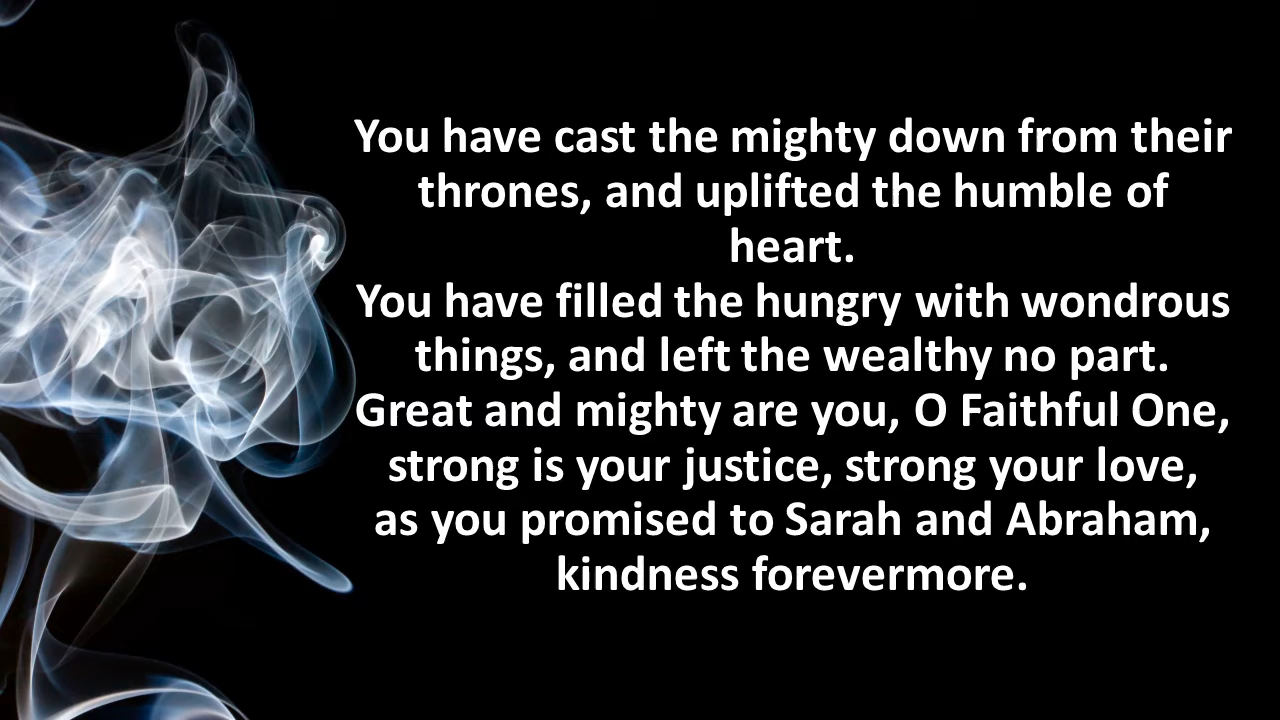 You have cast the mighty down from their
thrones, and uplifted the humble of
heart.
You have filled the hungry with wondrous
things, and left the wealthy no part.
Great and mighty are you, O Faithful One,
strong is your justice, strong your love,
as you promised to Sarah and Abraham,
kindness forevermore.